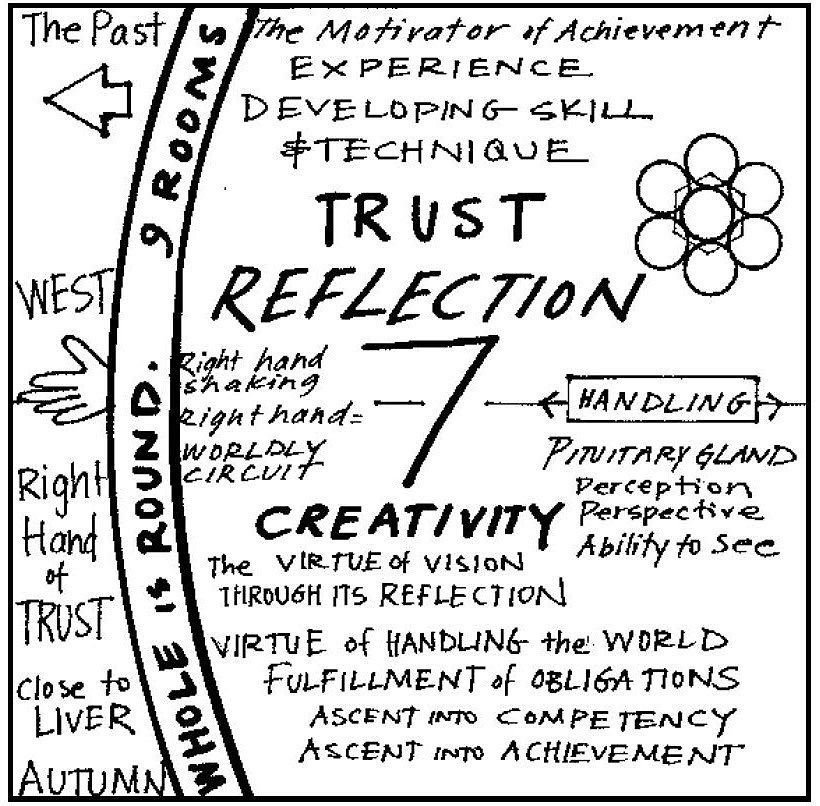 The Past
WEST
Right
Hand
of
TRUST
Close to
LIVER
AUTUMN
WHOLE is ROUND. 9 ROOMS
The Motivator of Achievement
EXPERIENCE
DEVELOPING SKILL
& TECHNIQUE
TRUST
REFLECTION
7
Right hand
shaking
Right hand =
WORLDLY
CIRCUIT
HANDLING
PITUITARY GLAND
Perception
Perspective
Ability to See
CREATIVITY
The VIRTUE of VISION
THROUGH ITS REFLECTION
VIRTUE of HANDLING the WORLD
FULFILLMENT of OBLIGATIONS
ASCENT INTO COMPETENCY
ASCENT INTO ACHIEVEMENT